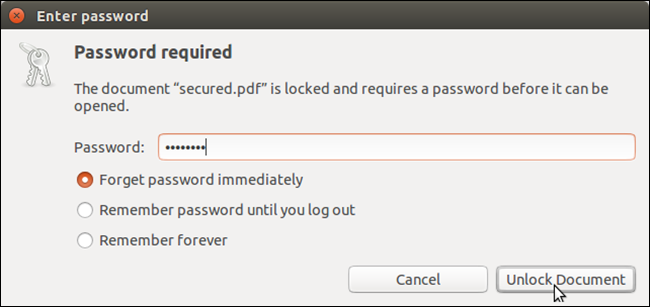 Enter password
Password required
The document “secured.pdf” is locked and requires a password before it can be
opened.
Password: ••••••••
Forget password immediately
Remember password until you log out
Remember forever
Cancel Unlock Document